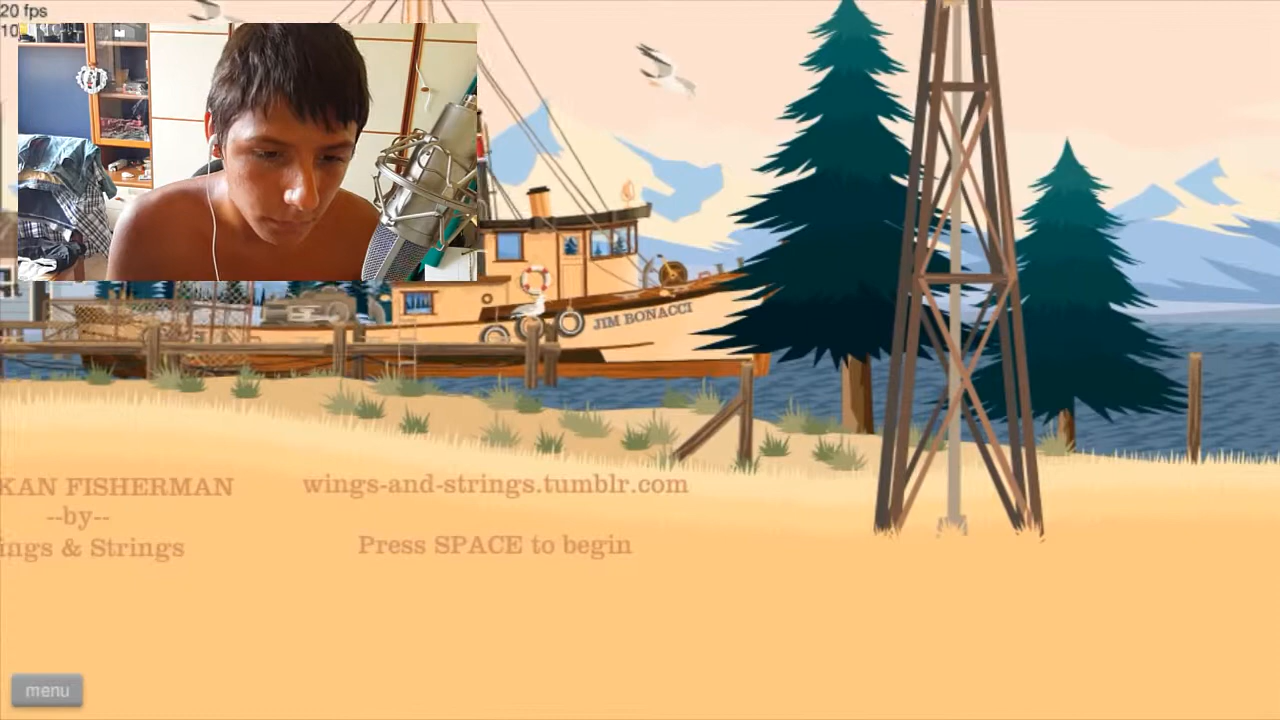 20 fps
10
JIM BONACCI
KAN FISHERMAN
--by--
ings & Strings
wings-and-strings.tumblr.com
Press SPACE to begin
menu